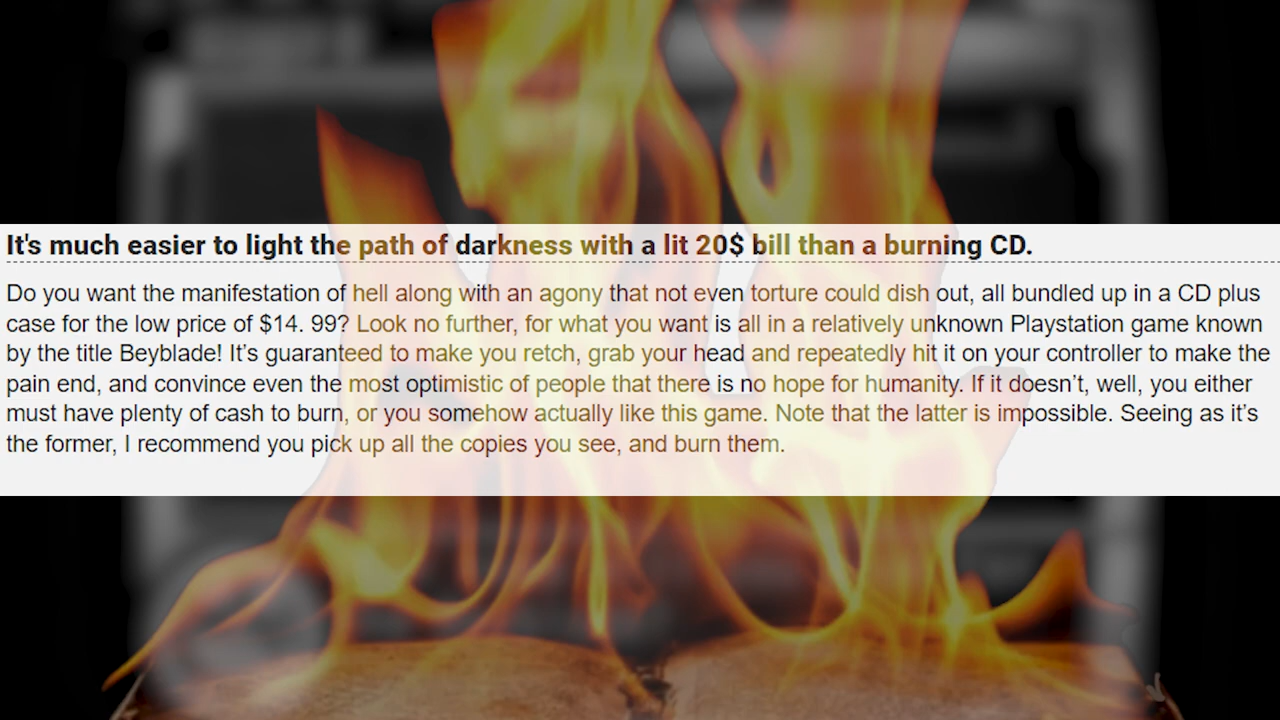 It's much easier to light the path of darkness with a lit 20$ bill than a burning CD.
Do you want the manifestation of hell along with an agony that not even torture could dish out, all bundled up in a CD plus
case for the low price of $14. 99? Look no further, for what you want is all in a relatively unknown Playstation game known
by the title Beyblade! It’s guaranteed to make you retch, grab your head and repeatedly hit it on your controller to make the
pain end, and convince even the most optimistic of people that there is no hope for humanity. If it doesn’t, well, you either
must have plenty of cash to burn, or you somehow actually like this game. Note that the latter is impossible. Seeing as it’s
the former, I recommend you pick up all the copies you see, and burn them.